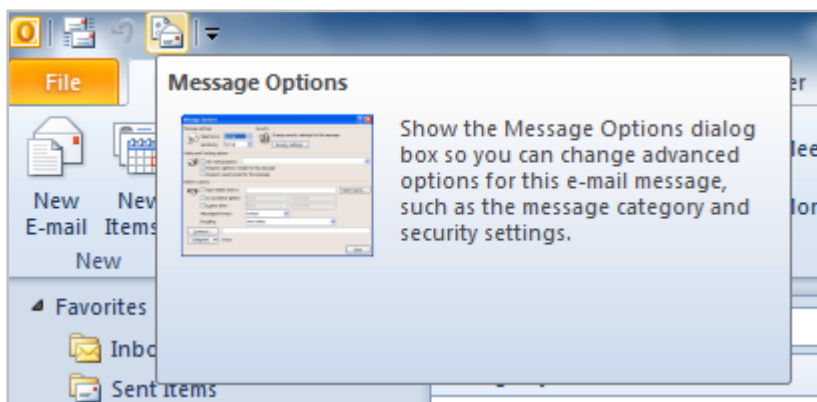 File
Message Options
Show the Message Options dialog
box so you can change advanced
options for this e-mail message,
such as the message category and
security settings.
New
E-mail
New
Items
New
Favorites
Sent Items